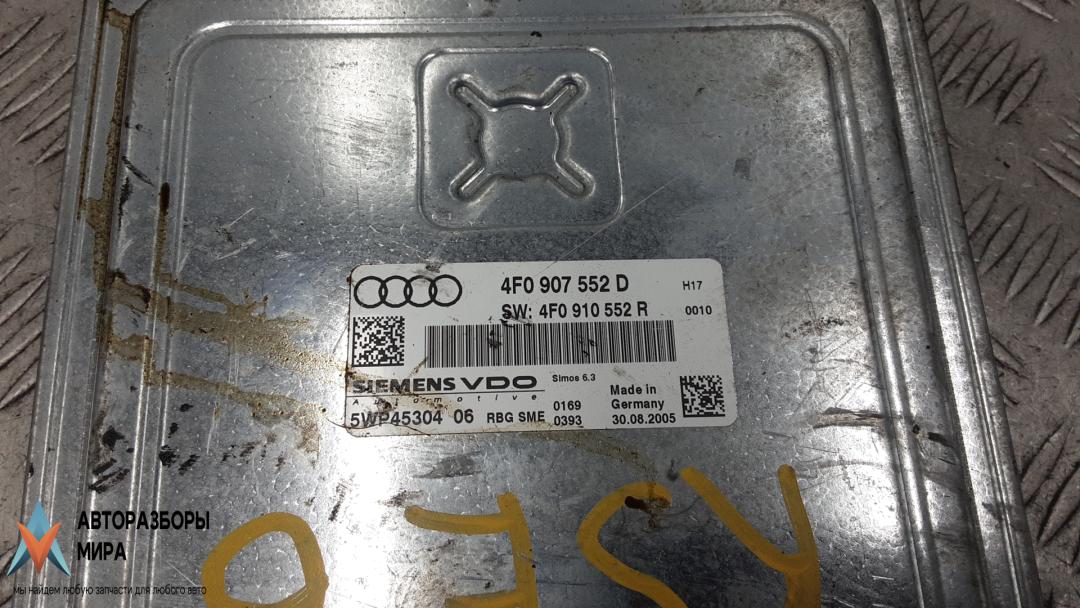 4F0 907 552 D H17
SW: 4F0 910 552 R 0010
SIEMENS VDO Simos 6.3
Automotive
Made in
Germany
5WP45304 06 RBG SME 0169
0393 30.08.2005
АВТОРАЗБОРЫ
МИРА
мы найдем любую запчасти для любого авто